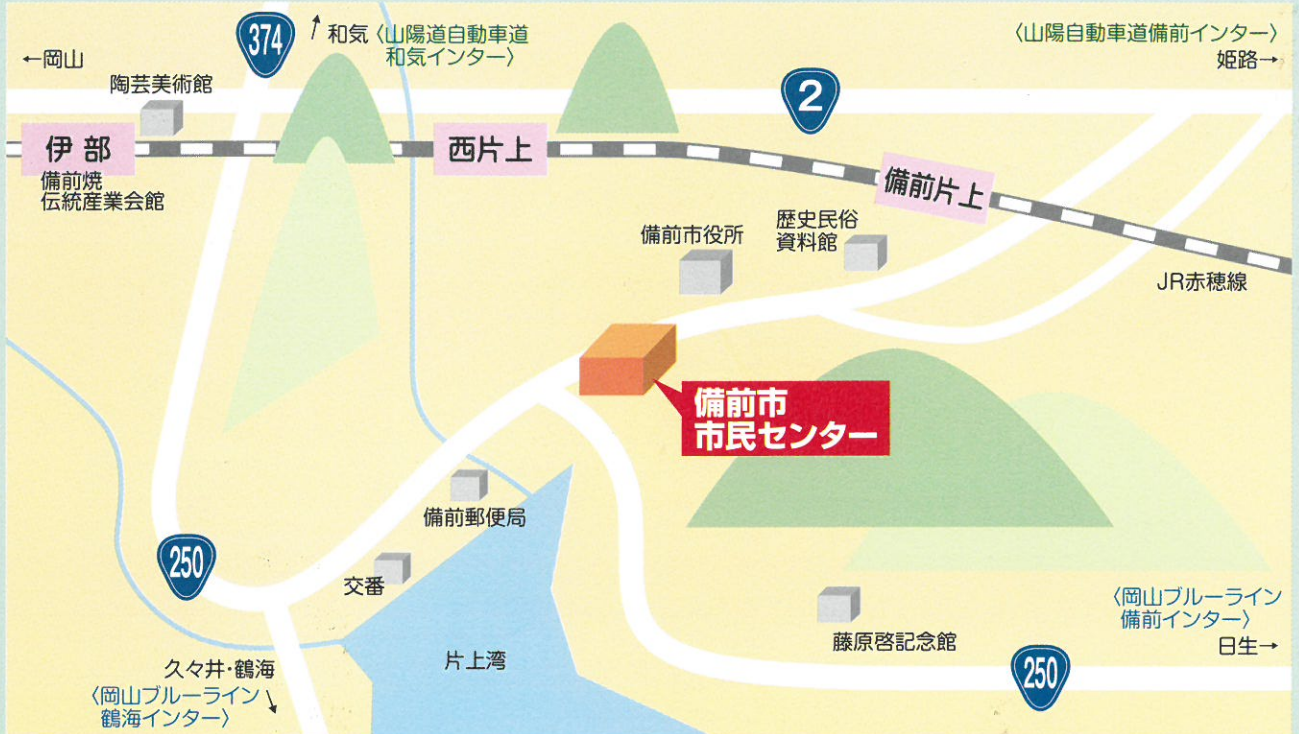 374
↑和気〈山陽道自動車道
和気インター〉
〈山陽自動車道備前インター〉
姫路→
←岡山
陶芸美術館
2
伊部
西片上
備前片上
備前焼
伝統産業会館
備前市役所
歴史民俗
資料館
JR赤穂線
備前市
市民センター
備前郵便局
250
交番
藤原啓記念館
〈岡山ブルーライン
備前インター〉
日生→
片上湾
250
久々井・鶴海
〈岡山ブルーライン
鶴海インター〉↘